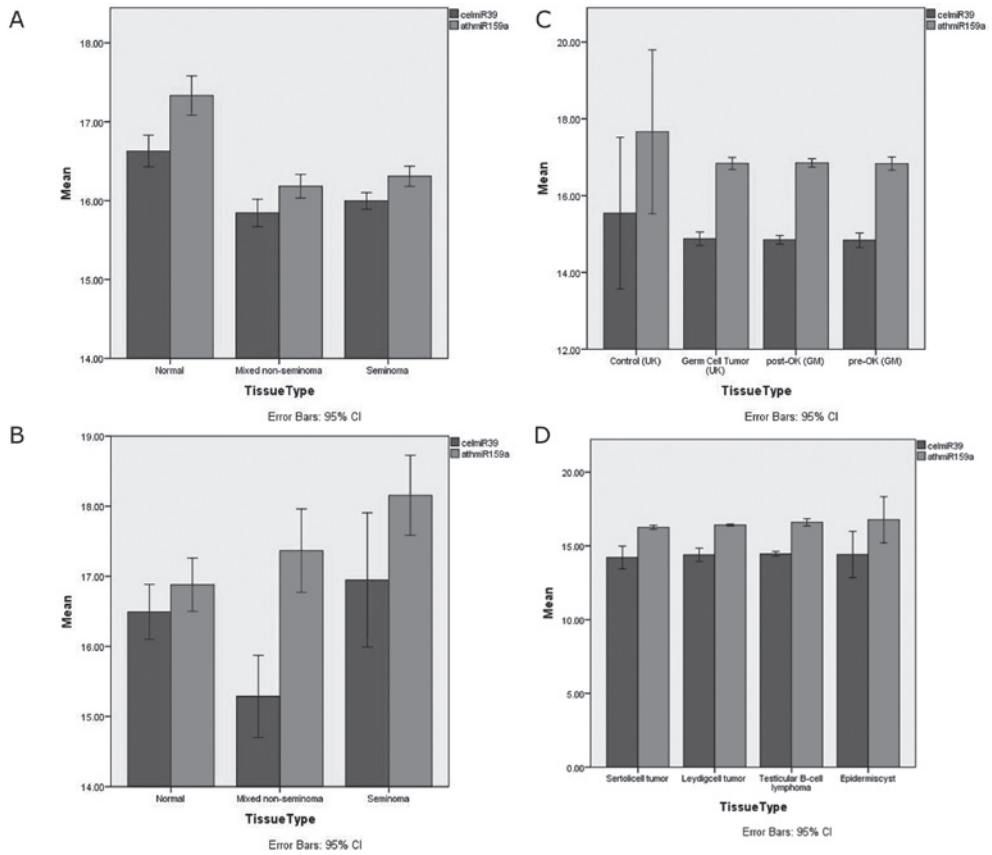 A
celmiR39
athmiR159a
18.00
17.00
16.00
15.00
14.00
Mean
Normal
Mixed non-seminoma
Seminoma
TissueType
Error Bars: 95% CI
B
celmiR39
athmiR159a
19.00
18.00
17.00
16.00
15.00
14.00
Mean
Normal
Mixed non-seminoma
Seminoma
TissueType
Error Bars: 95% CI
C
celmiR39
athmiR159a
20.00
18.00
16.00
14.00
12.00
Mean
Control (UK)
Germ Cell Tumor
(UK)
post-OK (GM)
pre-OK (GM)
TissueType
Error Bars: 95% CI
D
celmiR39
athmiR159a
20.00
15.00
10.00
5.00
0.00
Mean
Sertolicell tumor
Leydigcell tumor
Testicular B-cell
lymphoma
Epidermiscyst
TissueType
Error Bars: 95% CI